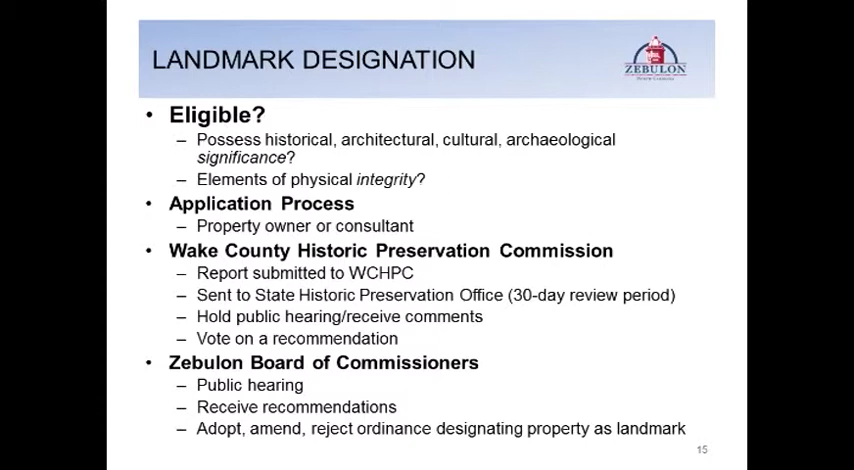 LANDMARK DESIGNATION
ZEBULON
NORTH CAROLINA
• Eligible?
– Possess historical, architectural, cultural, archaeological
significance?
– Elements of physical integrity?
• Application Process
– Property owner or consultant
• Wake County Historic Preservation Commission
– Report submitted to WCHPC
– Sent to State Historic Preservation Office (30-day review period)
– Hold public hearing/receive comments
– Vote on a recommendation
• Zebulon Board of Commissioners
– Public hearing
– Receive recommendations
– Adopt, amend, reject ordinance designating property as landmark
15